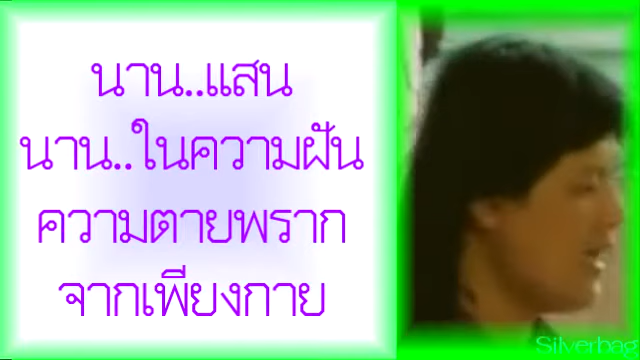 นาน..แสน
นาน..ในความฝัน
ความตายพราก
จากเพียงกาย
Silverbag